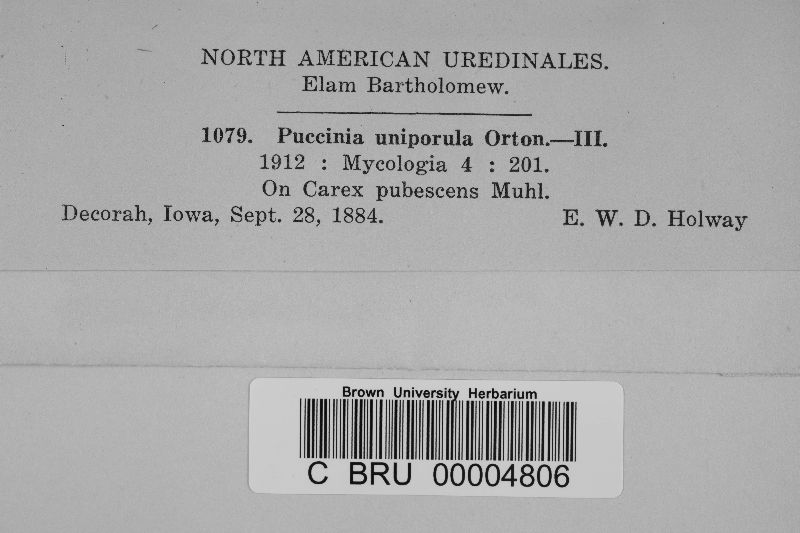 NORTH AMERICAN UREDINALES.
Elam Bartholomew.
1079. Puccinia uniporula Orton.—III.
1912 : Mycologia 4 : 201.
On Carex pubescens Muhl.
Decorah, Iowa, Sept. 28, 1884. E. W. D. Holway
Brown University Herbarium
C BRU 00004806